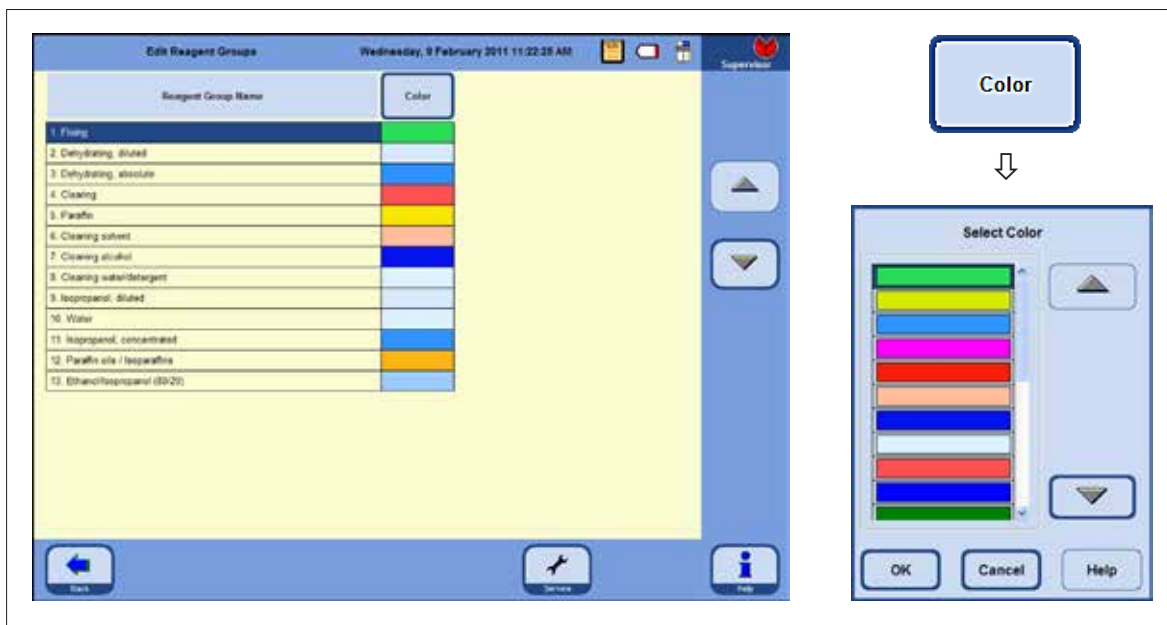 Edit Reagent Groups
Wednesday, 9 February 2011 11:22:25 AM
Supervisor
Reagent Group Name
Color
1. Fixing
2. Dehydrating, diluted
3. Dehydrating, absolute
4. Clearing
5. Paraffin
6. Cleaning solvent
7. Cleaning alcohol
8. Cleaning water/detergent
9. Isopropanol, diluted
10. Water
11. Isopropanol, concentrated
12. Paraffin oils / Isoparaffins
13. Ethanol/Isopropanol (80/20)
Back
Service
Help
Color
⇩
Select Color
OK
Cancel
Help